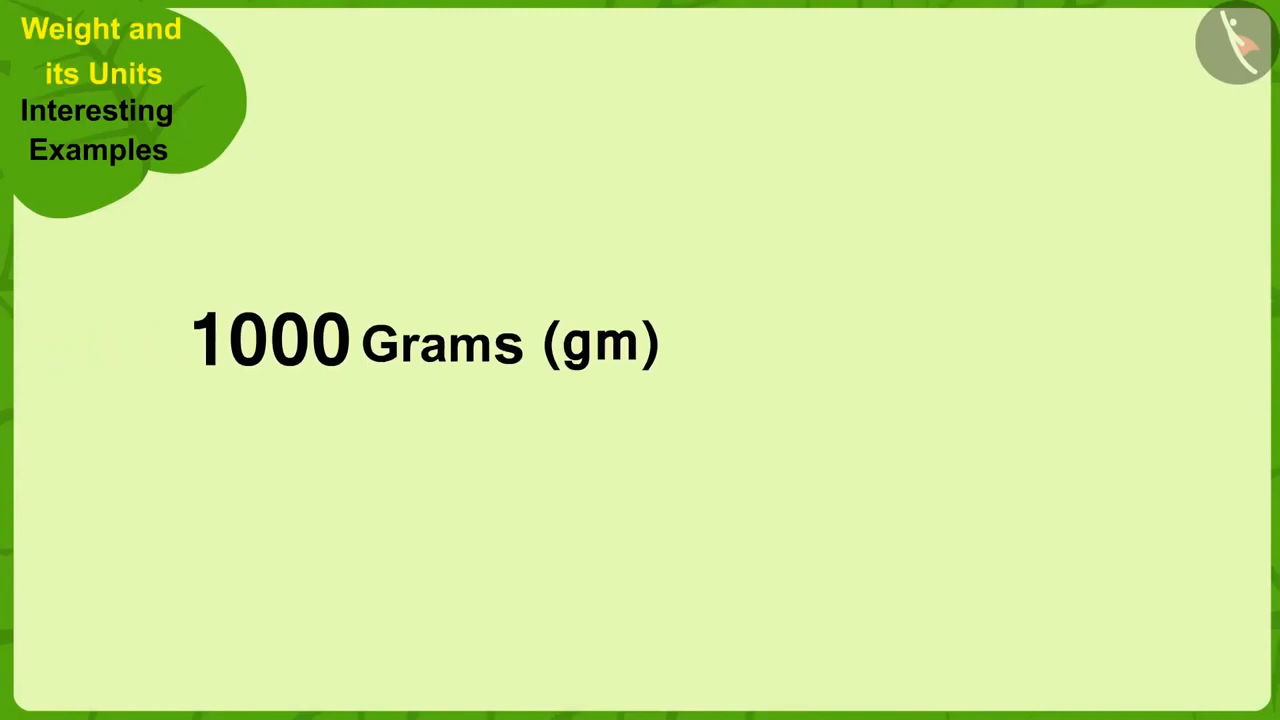 Weight and
its Units
Interesting
Examples
1000 Grams (gm)